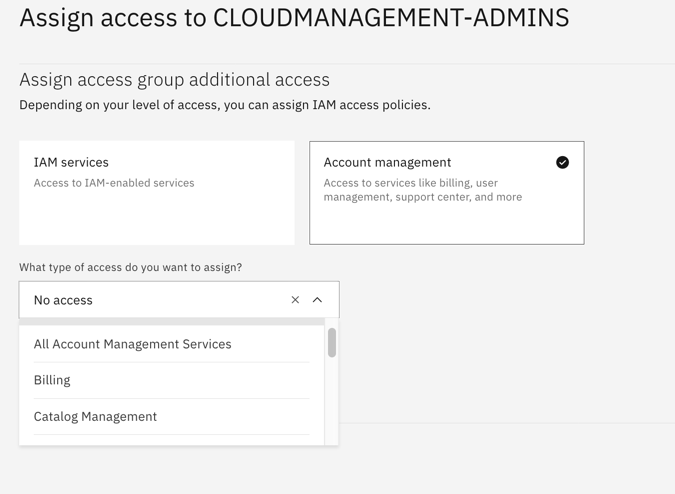 Assign access to CLOUDMANAGEMENT-ADMINS
Assign access group additional access
Depending on your level of access, you can assign IAM access policies.
IAM services
Access to IAM-enabled services
Account management
Access to services like billing, user
management, support center, and more
What type of access do you want to assign?
No access
All Account Management Services
Billing
Catalog Management